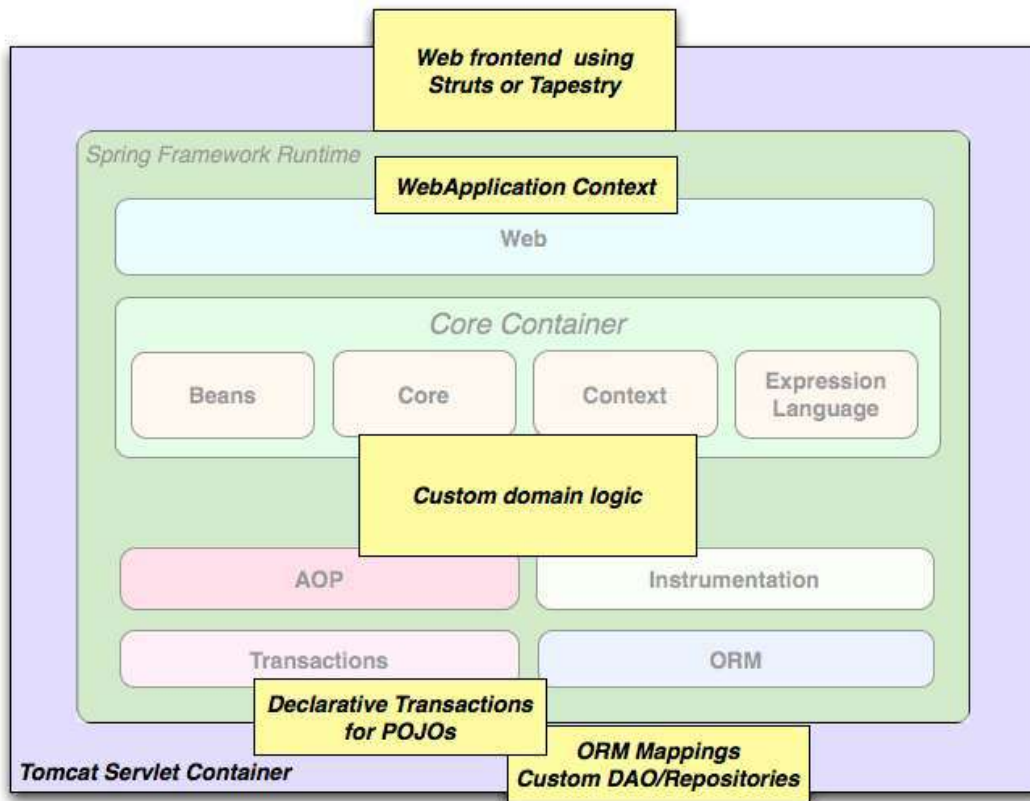 Web frontend using
Struts or Tapestry
Spring Framework Runtime
WebApplication Context
Web
Core Container
Beans
Core
Context
Expression
Language
Custom domain logic
AOP
Instrumentation
Transactions
ORM
Declarative Transactions
for POJOs
ORM Mappings
Custom DAO/Repositories
Tomcat Servlet Container